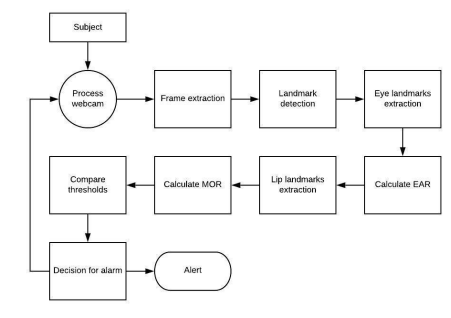 Subject
Process
webcam
Frame extraction
Landmark
detection
Eye landmarks
extraction
Calculate EAR
Lip landmarks
extraction
Calculate MOR
Compare
thresholds
Decision for alarm
Alert